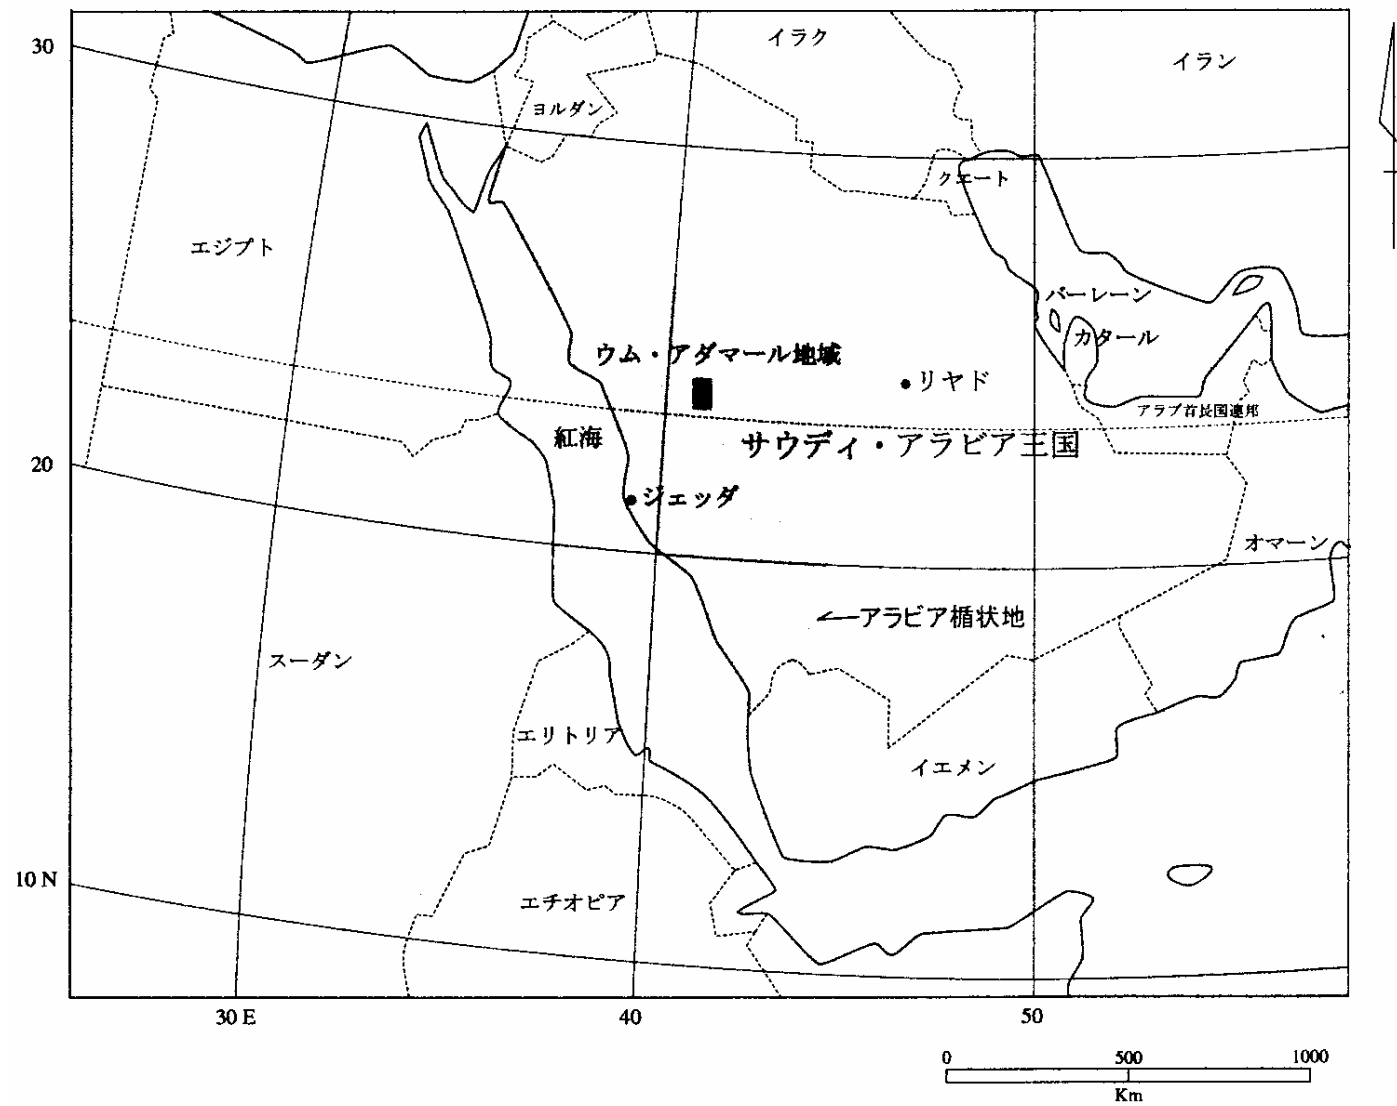 30
イラク
イラン
ヨルダン
クエート
エジプト
バーレーン
カタール
ウム・アダマール地域
リヤド
アラブ首長国連邦
紅海
サウディ・アラビア王国
20
ジェッダ
オマーン
アラビア楯状地
スーダン
エリトリア
イエメン
10 N
エチオピア
30 E
40
50
0
500
1000
Km